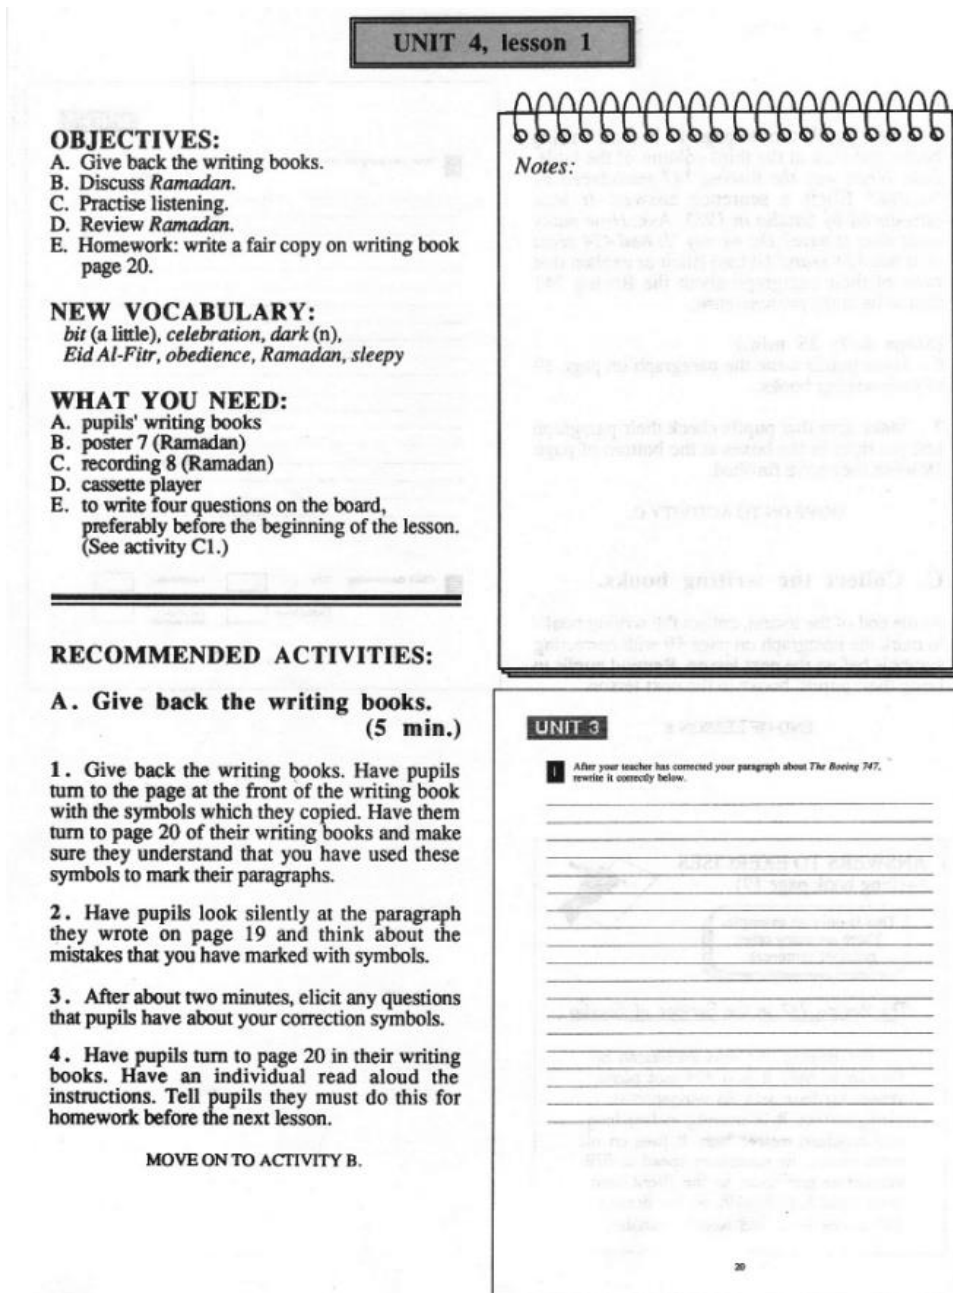 UNIT 4, lesson 1
OBJECTIVES:
A. Give back the writing books.
B. Discuss Ramadan.
C. Practise listening.
D. Review Ramadan.
E. Homework: write a fair copy on writing book
page 20.
NEW VOCABULARY:
bit (a little), celebration, dark (n),
Eid Al-Fitr, obedience, Ramadan, sleepy
WHAT YOU NEED:
A. pupils' writing books
B. poster 7 (Ramadan)
C. recording 8 (Ramadan)
D. cassette player
E. to write four questions on the board,
preferably before the beginning of the lesson.
(See activity C1.)
RECOMMENDED ACTIVITIES:
A. Give back the writing books.
(5 min.)
1. Give back the writing books. Have pupils
turn to the page at the front of the writing book
with the symbols which they copied. Have them
turn to page 20 of their writing books and make
sure they understand that you have used these
symbols to mark their paragraphs.
2. Have pupils look silently at the paragraph
they wrote on page 19 and think about the
mistakes that you have marked with symbols.
3. After about two minutes, elicit any questions
that pupils have about your correction symbols.
4. Have pupils turn to page 20 in their writing
books. Have an individual read aloud the
instructions. Tell pupils they must do this for
homework before the next lesson.
MOVE ON TO ACTIVITY B.
Notes:
UNIT 3
After your teacher has corrected your paragraph about The Boeing 747,
rewrite it correctly below.
20